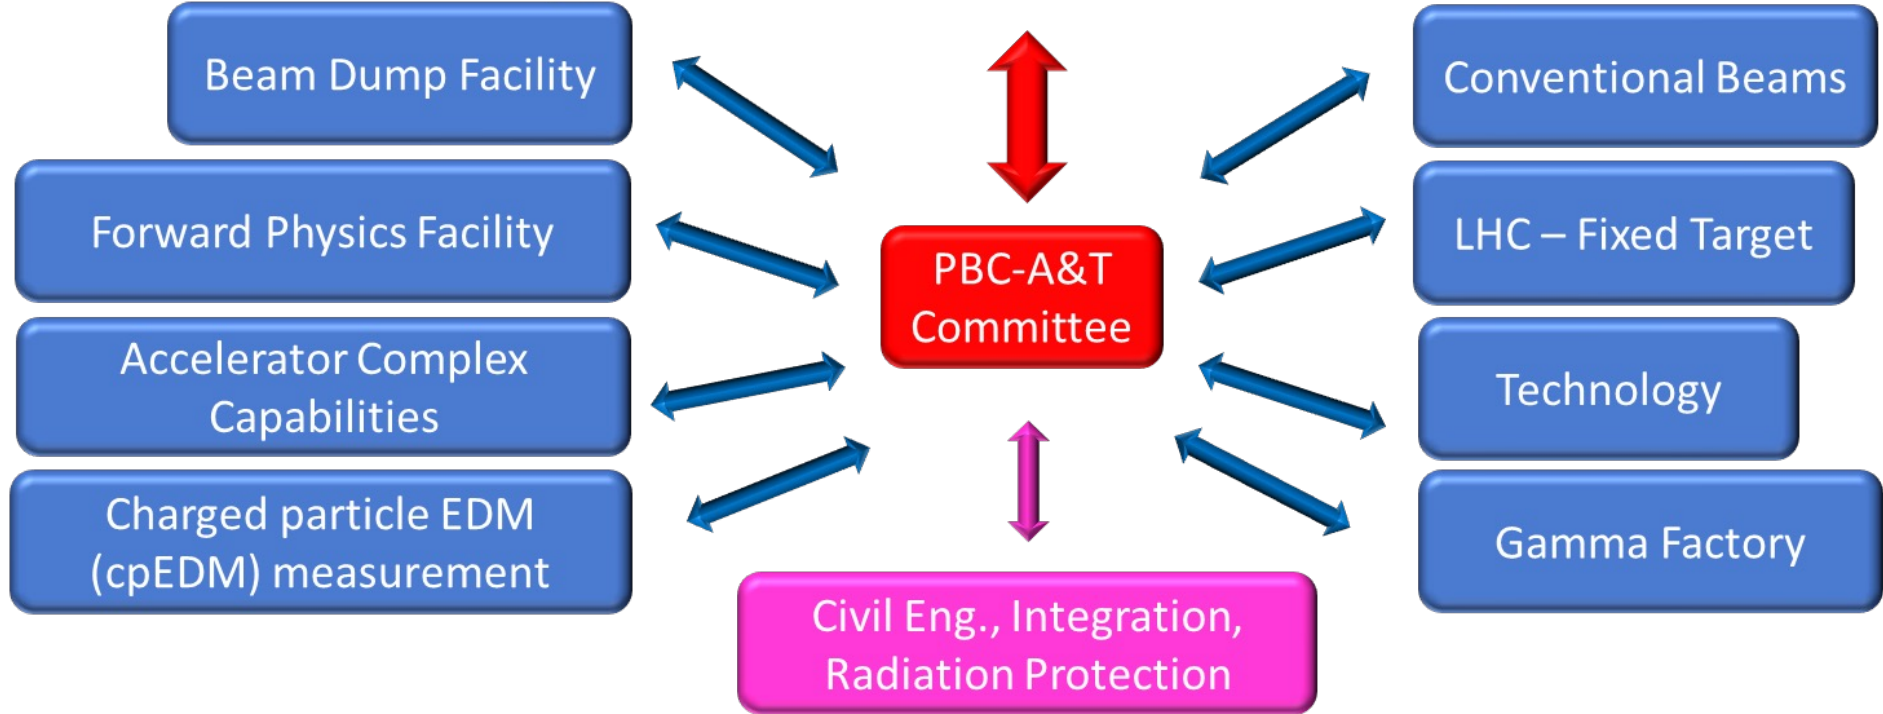 Beam Dump Facility
Forward Physics Facility
Accelerator Complex
Capabilities
Charged particle EDM
(cpEDM) measurement
PBC-A&T
Committee
Civil Eng., Integration,
Radiation Protection
Conventional Beams
LHC – Fixed Target
Technology
Gamma Factory